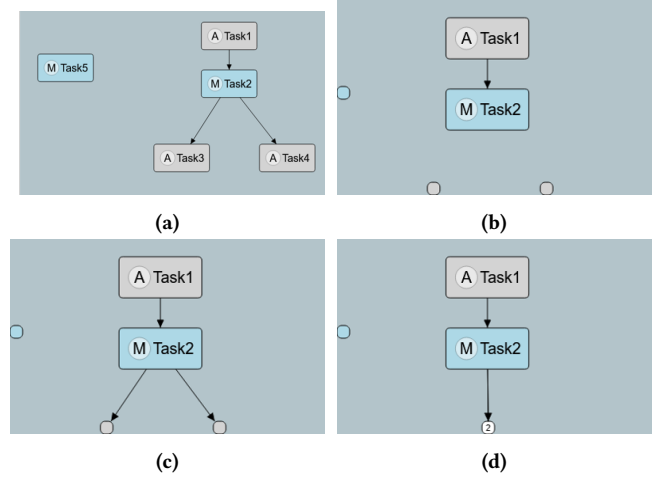 A Task1
M Task5
M Task2
A Task3
A Task4
(a)
A Task1
M Task2
(b)
A Task1
M Task2
(c)
A Task1
M Task2
2
(d)